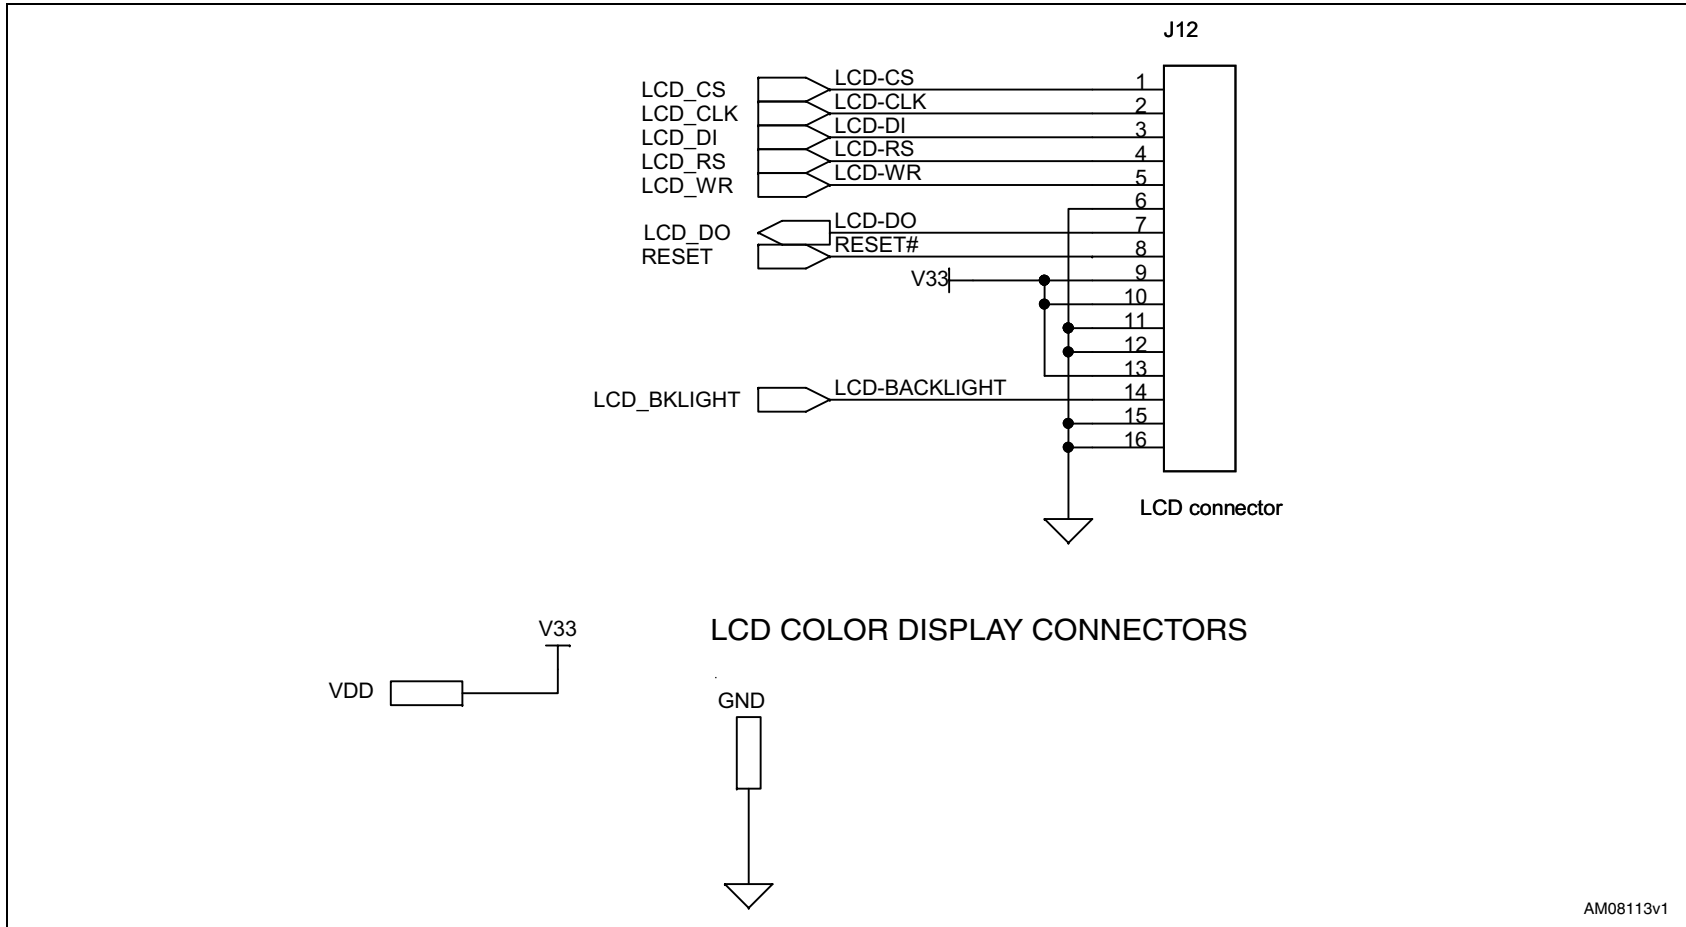 J12
LCD_CS LCD-CS 1
LCD_CLK LCD-CLK 2
LCD_DI LCD-DI 3
LCD_RS LCD-RS 4
LCD_WR LCD-WR 5
6
LCD_DO LCD-DO 7
RESET RESET# 8
V33 9
10
11
12
13
LCD_BKLIGHT LCD-BACKLIGHT 14
15
16
LCD connector
V33 LCD COLOR DISPLAY CONNECTORS
VDD GND
AM08113v1